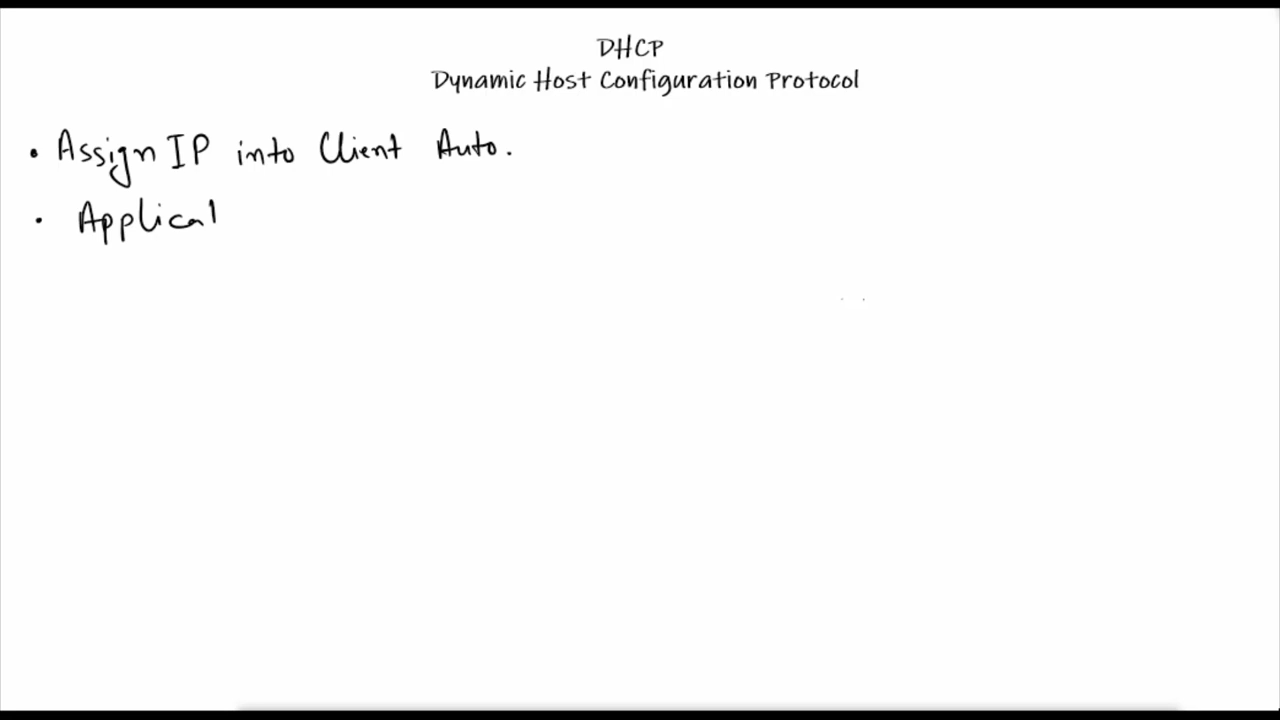 DHCP
Dynamic Host Configuration Protocol
• Assign IP into Client Auto.
• Applical